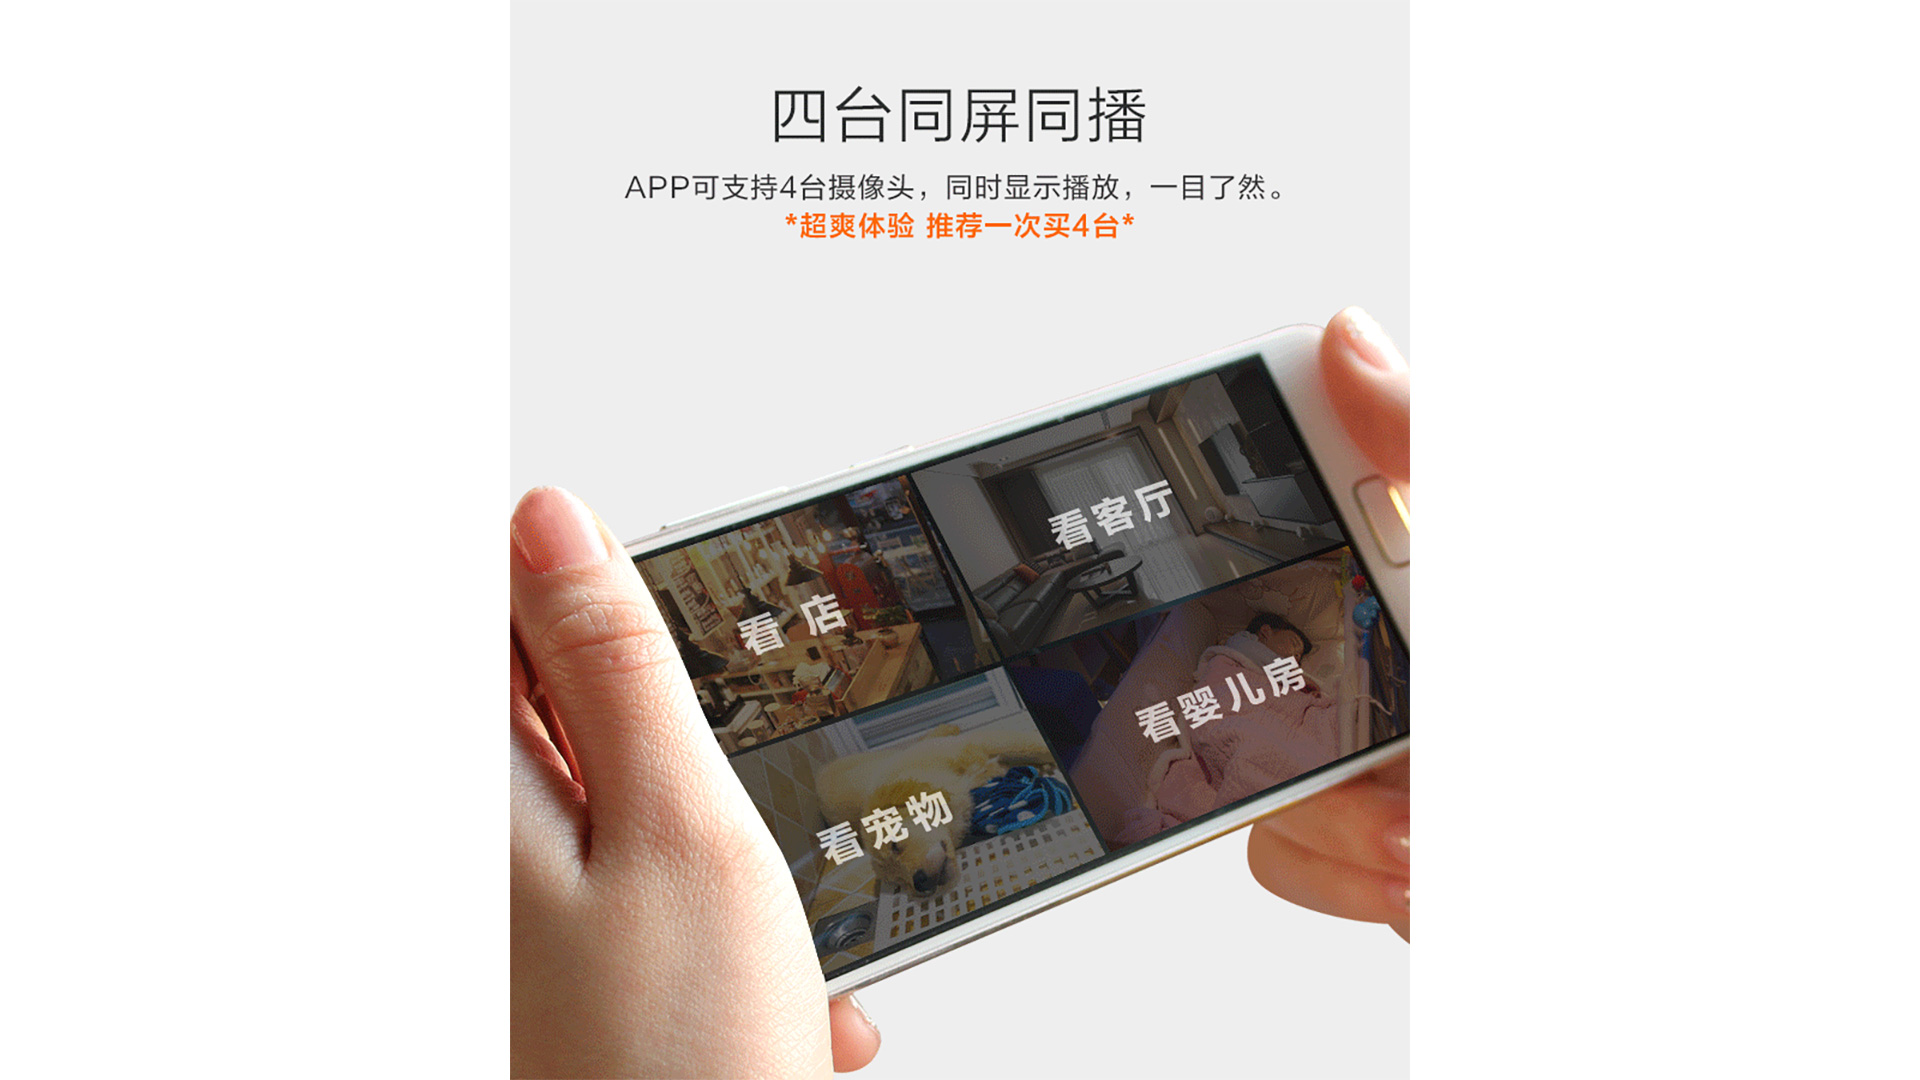 四台同屏同播
APP可支持4台摄像头，同时显示播放，一目了然。
*超爽体验 推荐一次买4台*
看客厅
看 店
看婴儿房
看宠物